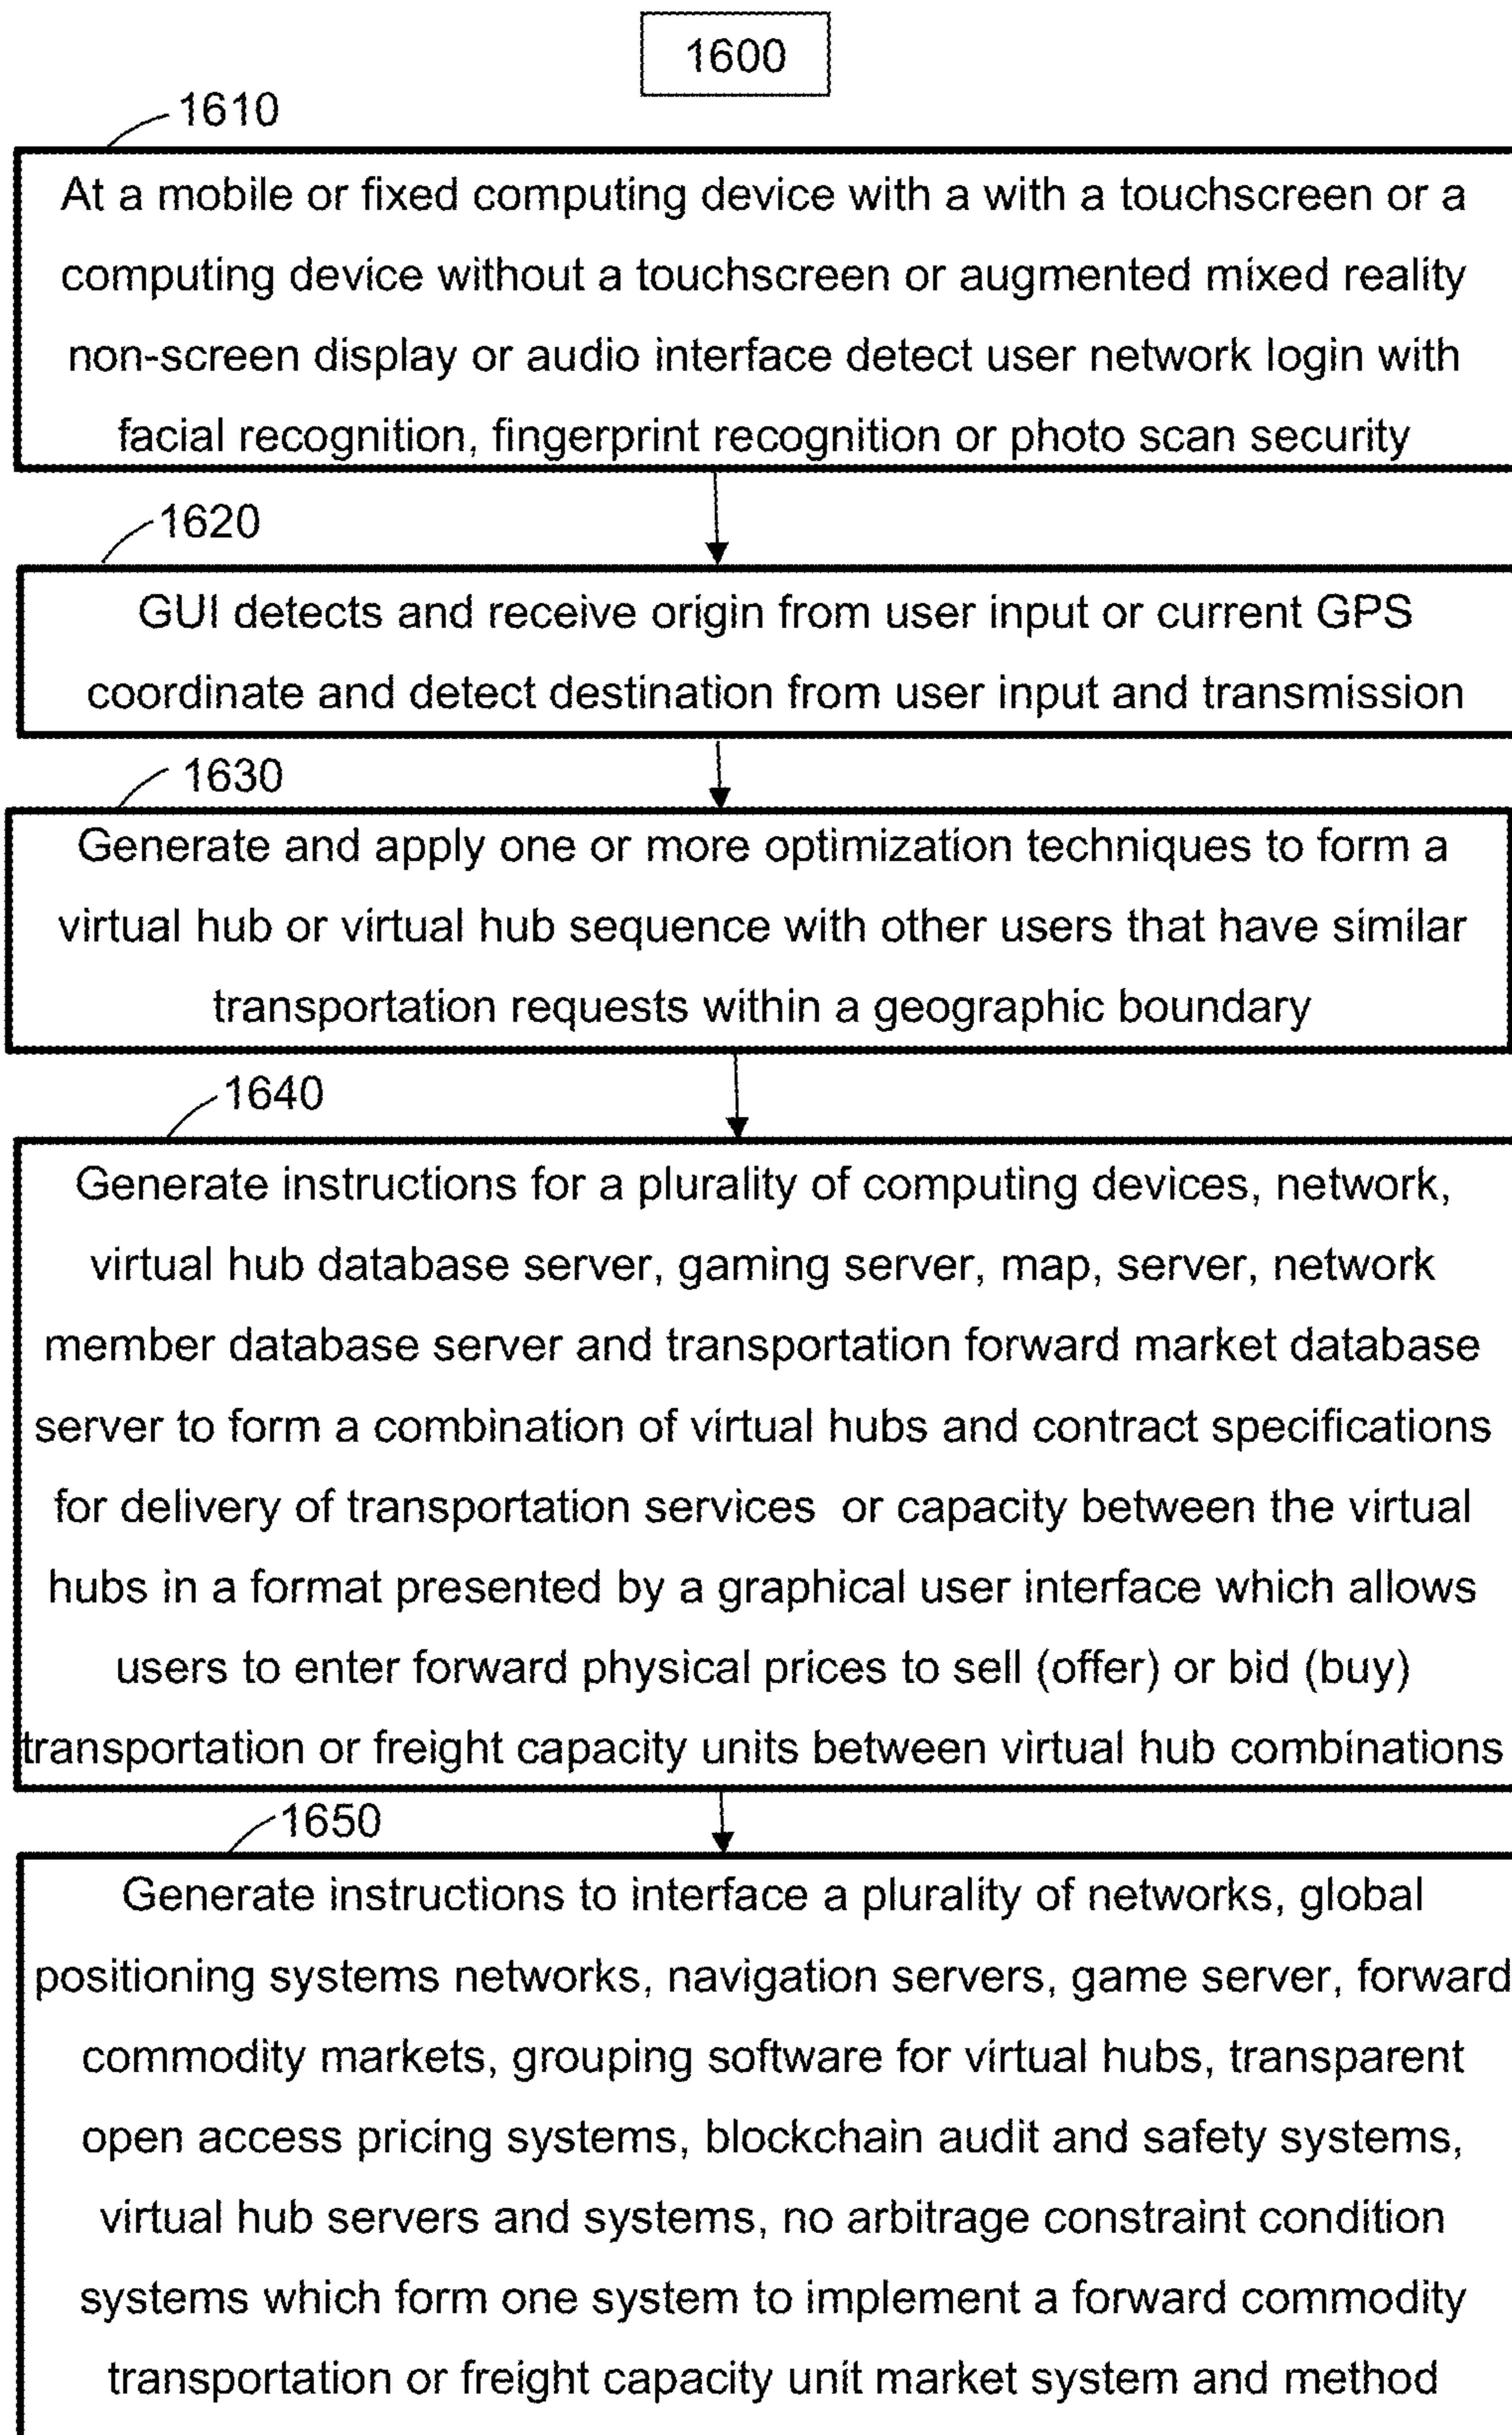 1600
1610
At a mobile or fixed computing device with a with a touchscreen or a
computing device without a touchscreen or augmented mixed reality
non-screen display or audio interface detect user network login with
facial recognition, fingerprint recognition or photo scan security
1620
GUI detects and receive origin from user input or current GPS
coordinate and detect destination from user input and transmission
1630
Generate and apply one or more optimization techniques to form a
virtual hub or virtual hub sequence with other users that have similar
transportation requests within a geographic boundary
1640
Generate instructions for a plurality of computing devices, network,
virtual hub database server, gaming server, map, server, network
member database server and transportation forward market database
server to form a combination of virtual hubs and contract specifications
for delivery of transportation services or capacity between the virtual
hubs in a format presented by a graphical user interface which allows
users to enter forward physical prices to sell (offer) or bid (buy)
transportation or freight capacity units between virtual hub combinations
1650
Generate instructions to interface a plurality of networks, global
positioning systems networks, navigation servers, game server, forward
commodity markets, grouping software for virtual hubs, transparent
open access pricing systems, blockchain audit and safety systems,
virtual hub servers and systems, no arbitrage constraint condition
systems which form one system to implement a forward commodity
transportation or freight capacity unit market system and method